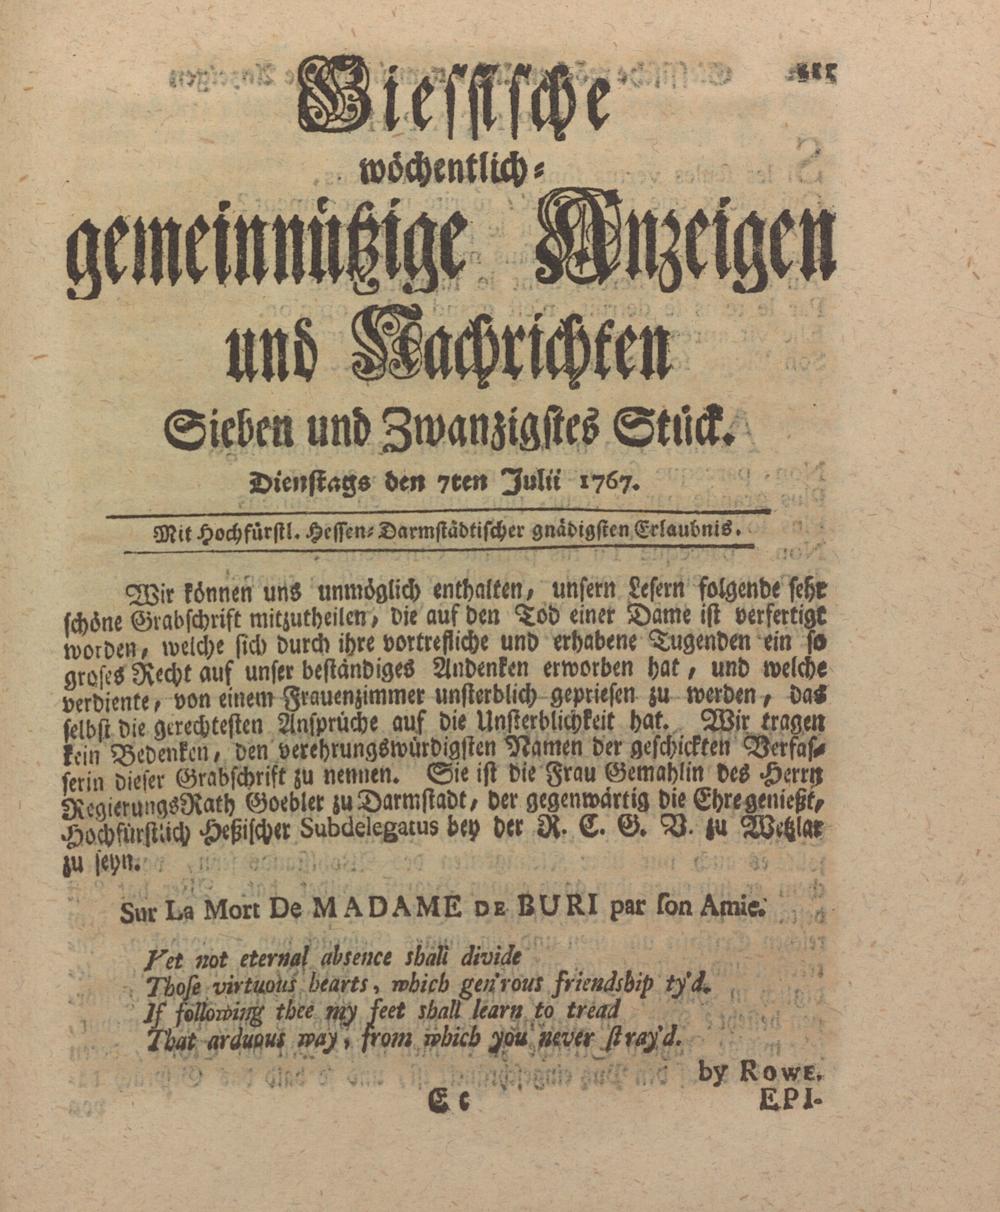 Giessische
wöchentlich-
gemeinnützige Anzeigen
und Nachrichten
Sieben und Zwanzigstes Stück.
Dienstags den 7ten Julii 1767.
Mit Hochfürstl. Hessen-Darmstädtischer gnädigsten Erlaubnis.
Wir können uns unmöglich enthalten, unsern Lesern folgende sehr
schöne Grabschrift mitzutheilen, die auf den Tod einer Dame ist verfertigt
worden, welche sich durch ihre vortrefliche und erhabene Tugenden ein so
groses Recht auf unser beständiges Andenken erworben hat, und welche
verdiente, von einem Frauenzimmer unsterblich gepriesen zu werden, das
selbst die gerechtesten Ansprüche auf die Unsterblichkeit hat. Wir tragen
kein Bedenken, den verehrungswürdigsten Namen der geschickten Verfas-
serin dieser Grabschrift zu nennen. Sie ist die Frau Gemahlin des Herrn
RegierungsRath Goebler zu Darmstadt, der gegenwärtig die Ehre genießt,
Hochfürstlich Heßischer Subdelegatus bey der R. C. G. V. zu Wetzlar
zu seyn.
Sur La Mort De MADAME DE BURI par son Amie.
Yet not eternal absence shall divide
Those virtuous hearts, which gen'rous friendship ty'd.
If following thee my feet shall learn to tread
That arduous way, from which you never stray'd.
by ROWE.
E e
EPI-